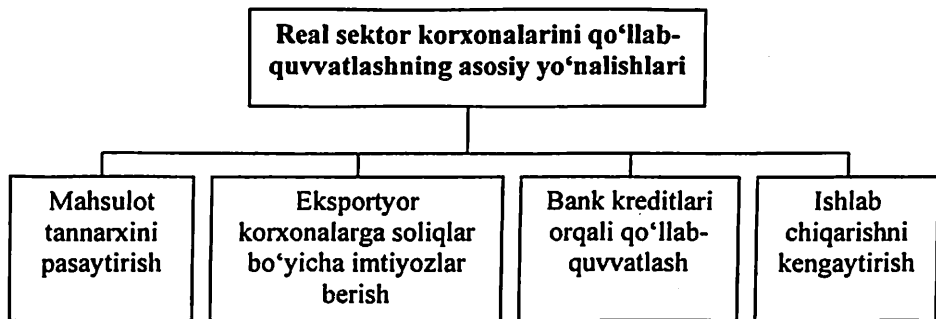 Real sektor korxonalarini qo‘llab-
quvvatlashning asosiy yo‘nalishlari
Mahsulot
tannarxini
pasaytirish
Eksportyor
korxonalarga soliqlar
bo‘yicha imtiyozlar
berish
Bank kreditlari
orqali qo‘llab-
quvvatlash
Ishlab
chiqarishni
kengaytirish